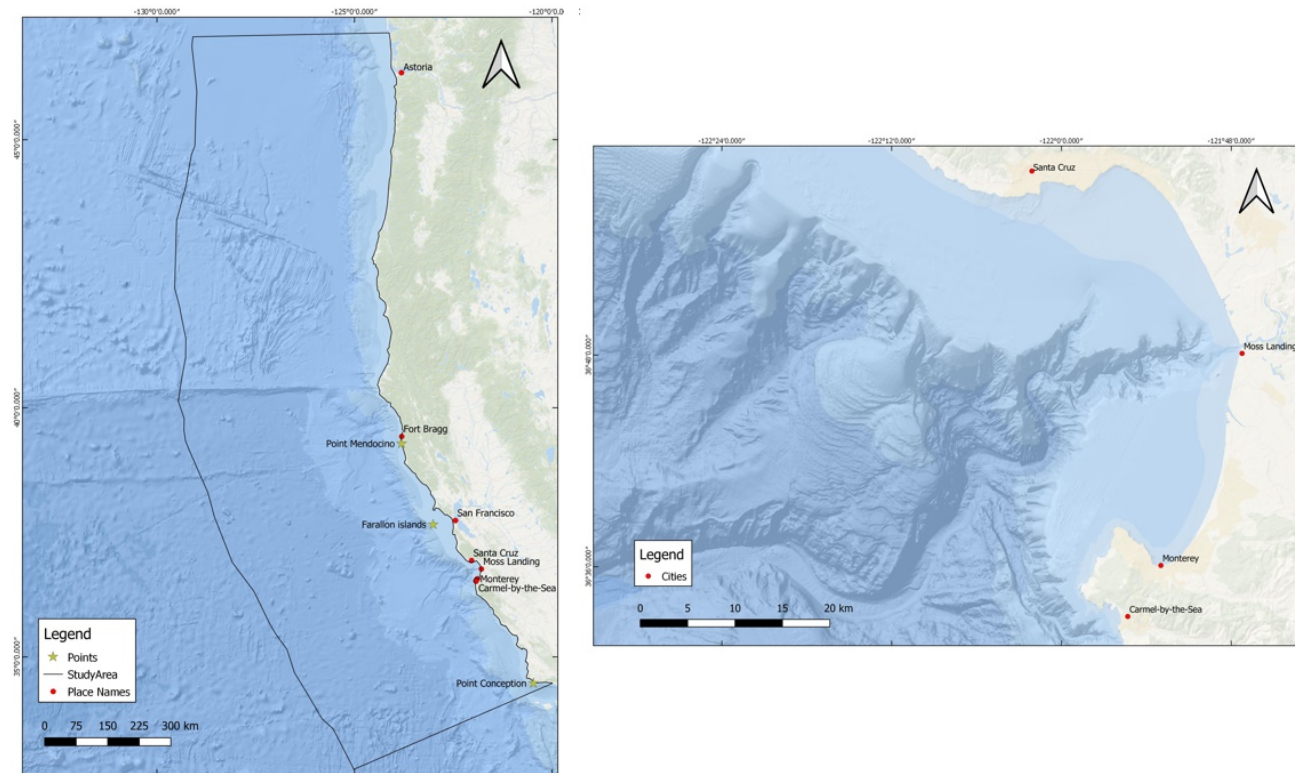 -130°0'0.000"
-125°0'0.000"
-120°0'0.000"
45°0'0.000"
40°0'0.000"
35°0'0.000"
Astoria
Fort Bragg
Point Mendocino
San Francisco
Farallon islands
Santa Cruz
Moss Landing
Monterey
Carmel-by-the-Sea
Point Conception
Legend
Points
StudyArea
Place Names
0 75 150 225 300 km
-122°24'0.000"
-122°12'0.000"
-122°0'0.000"
-121°48'0.000"
36°48'0.000"
36°36'0.000"
Santa Cruz
Moss Landing
Monterey
Carmel-by-the-Sea
Legend
Cities
0 5 10 15 20 km